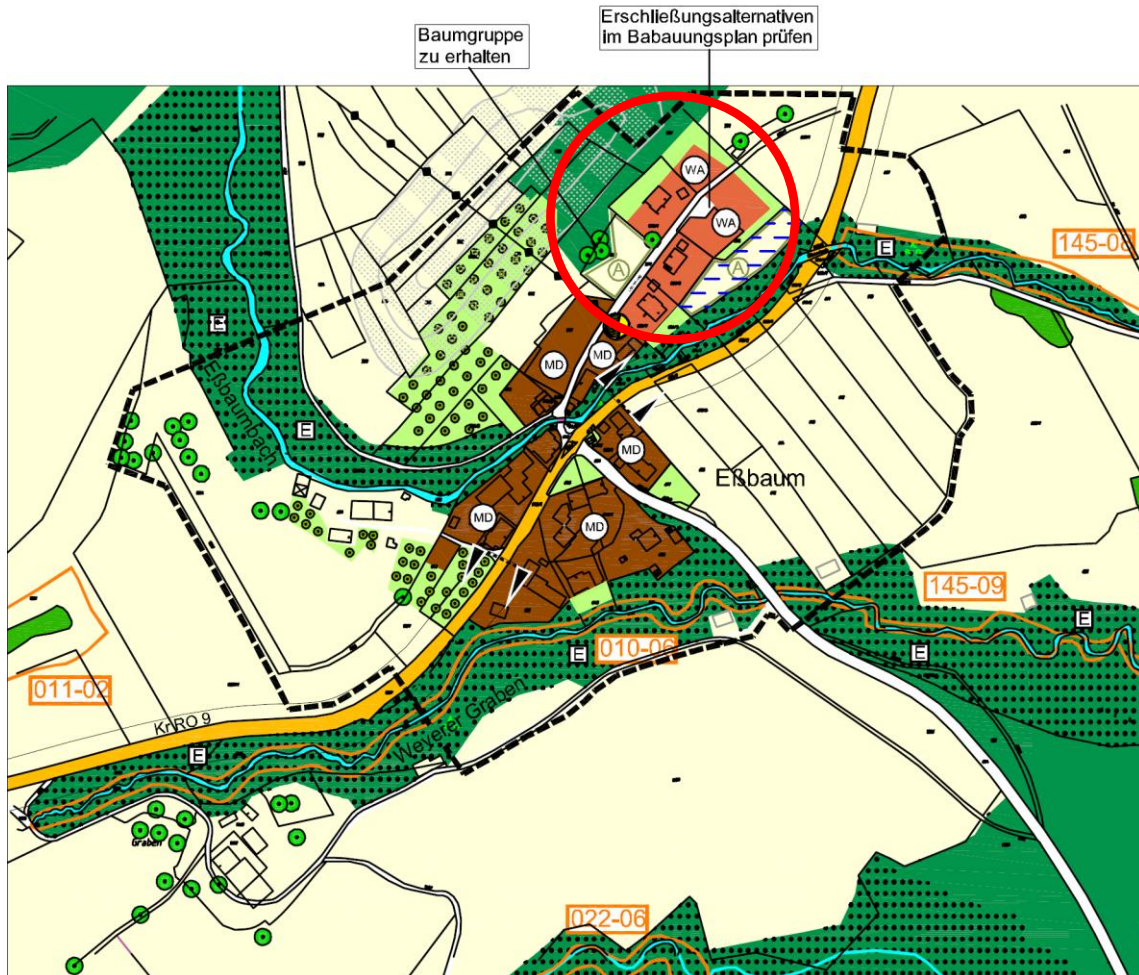 Baumgruppe
zu erhalten
Erschließungsalternativen
im Babauungsplan prüfen
WA
WA
A
A
E
145-08
E
Eßbaumbach
E
MD
MD
MD
Eßbaum
MD
MD
145-09
E
010-06
E
E
011-02
Kr RO 9
E
Weyerer Graben
Graben
022-06